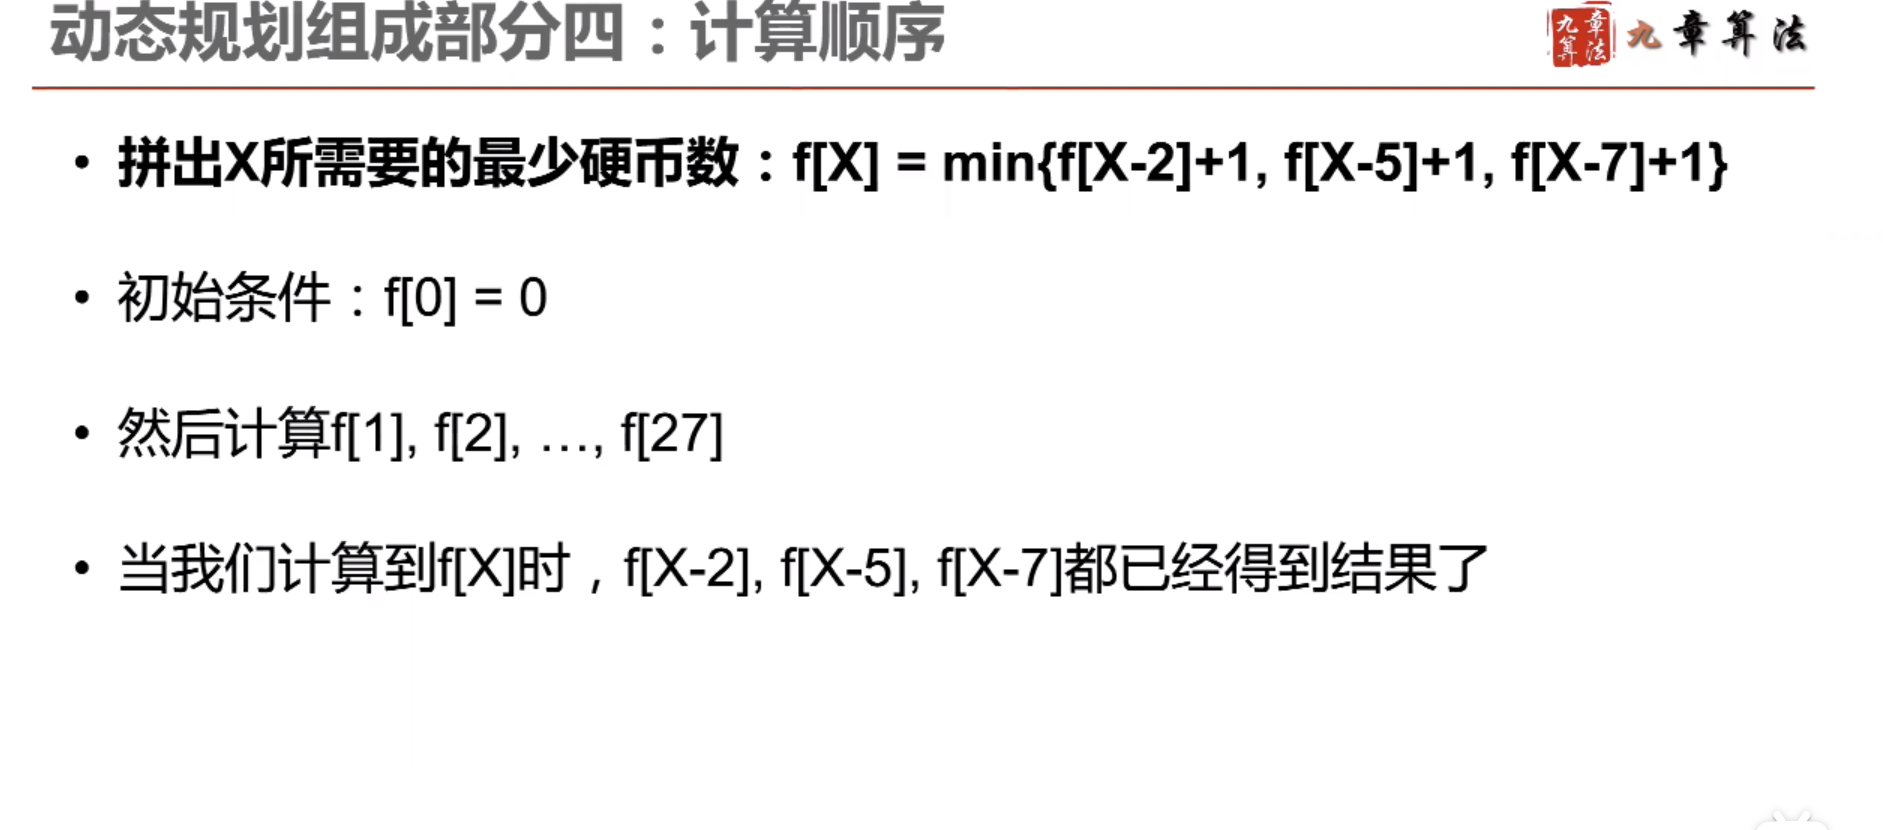 动态规划组成部分四：计算顺序
九章算法
九章算法
• 拼出X所需要的最少硬币数：f[X] = min{f[X-2]+1, f[X-5]+1, f[X-7]+1}
• 初始条件：f[0] = 0
• 然后计算f[1], f[2], …, f[27]
• 当我们计算到f[X]时，f[X-2], f[X-5], f[X-7]都已经得到结果了